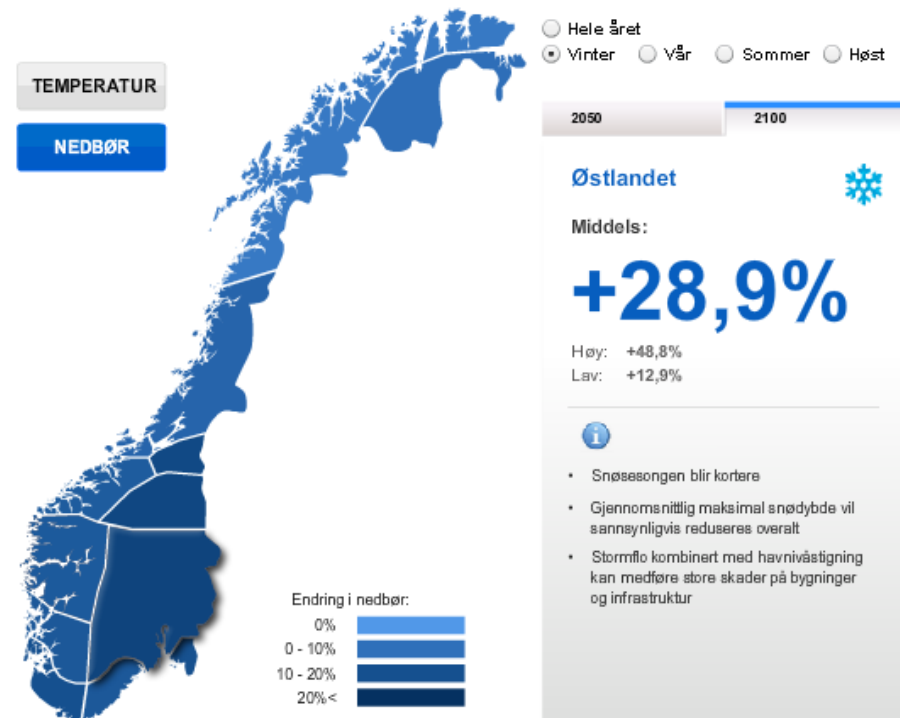 TEMPERATUR
NEDBØR
Hele året
Vinter Vår Sommer Høst
2050 2100
Østlandet
Middels:
+28,9%
Høy: +48,8%
Lav: +12,9%
• Snøsesongen blir kortere
• Gjennomsnittlig maksimal snødybde vil
sannsynligvis reduseres overalt
• Stormflo kombinert med havnivåstigning
kan medføre store skader på bygninger
og infrastruktur
Endring i nedbør:
0%
0 - 10%
10 - 20%
20%<